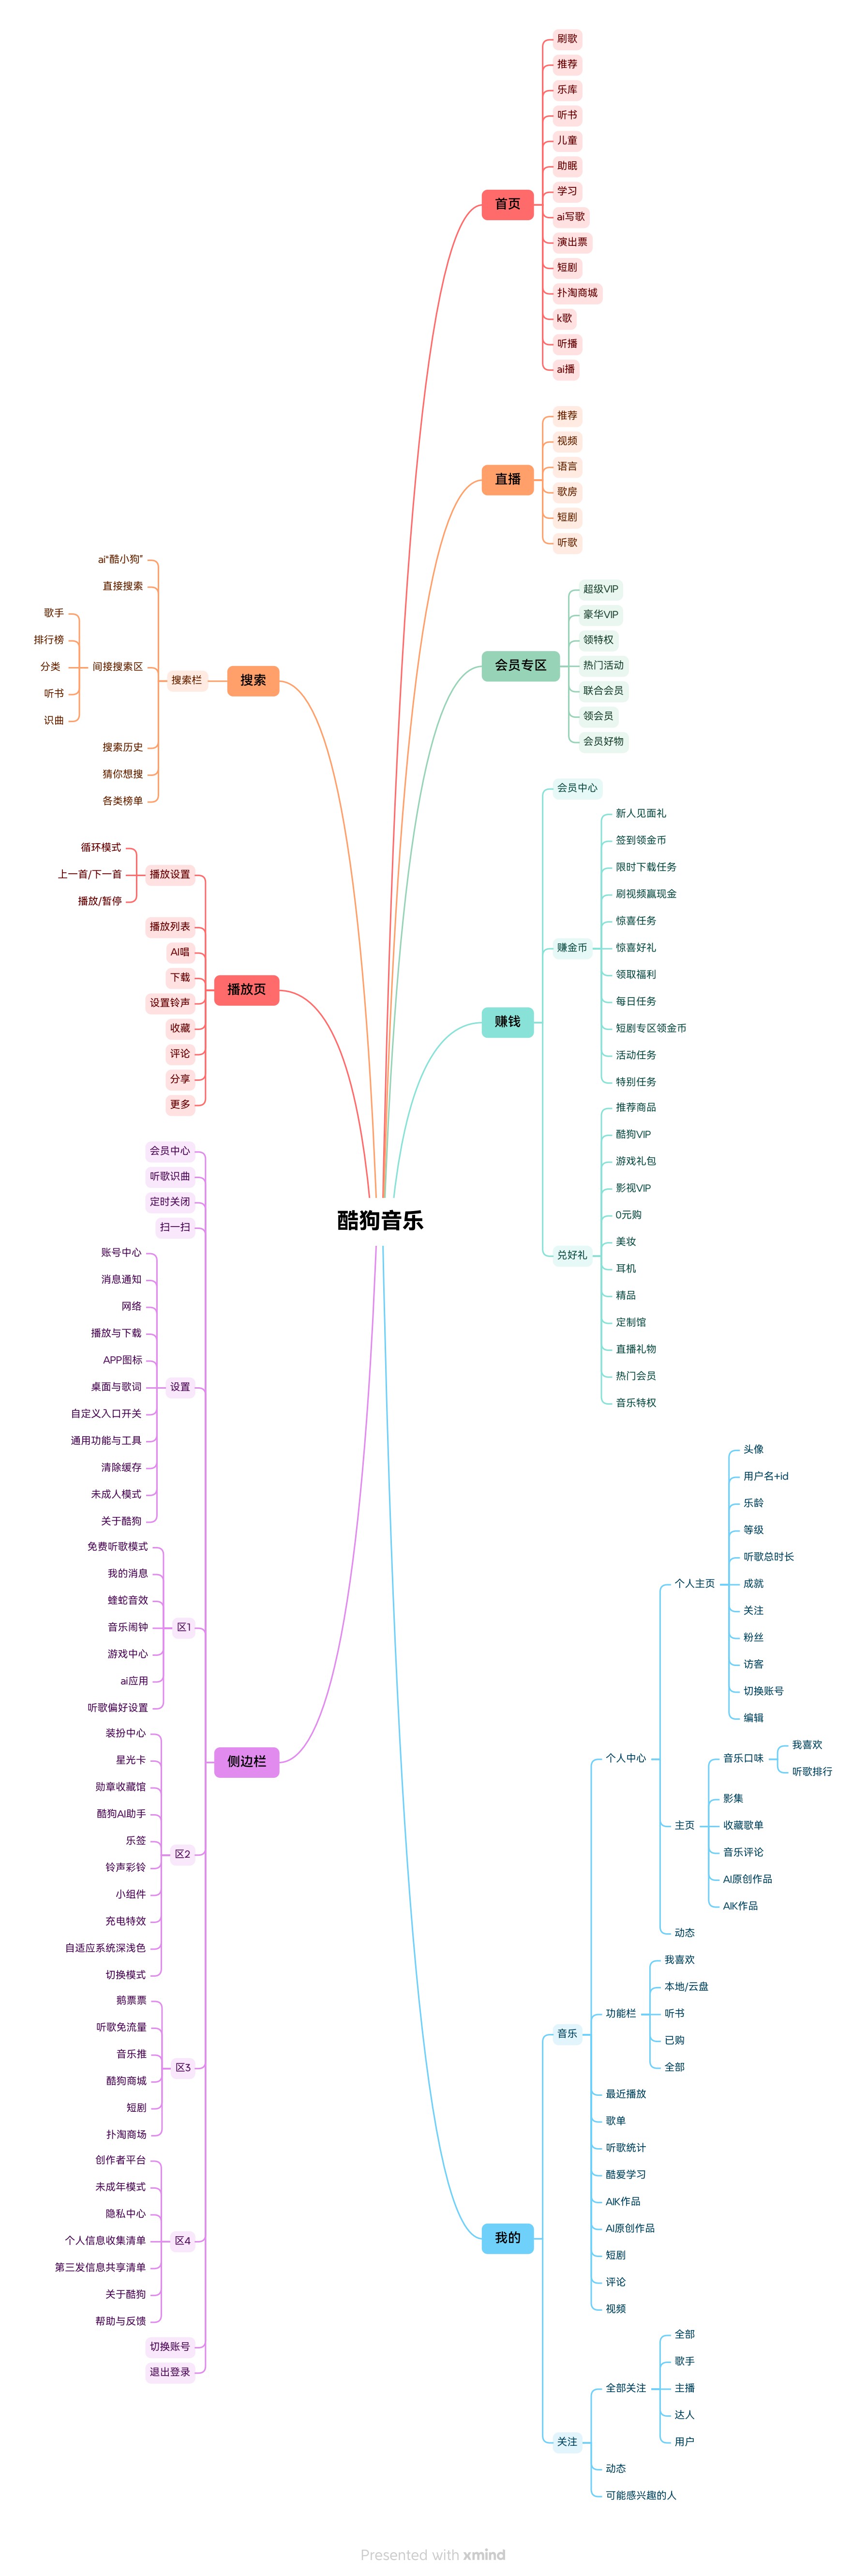 酷狗音乐
首页
刷歌
推荐
乐库
听书
儿童
助眠
学习
ai写歌
演出票
短剧
扑淘商城
k歌
听播
ai播
直播
推荐
视频
语言
歌房
短剧
听歌
会员专区
超级VIP
豪华VIP
领特权
热门活动
联合会员
领会员
会员好物
赚钱
会员中心
赚金币
新人见面礼
签到领金币
限时下载任务
刷视频赢现金
惊喜任务
惊喜好礼
领取福利
每日任务
短剧专区领金币
活动任务
特别任务
兑好礼
推荐商品
酷狗VIP
游戏礼包
影视VIP
0元购
美妆
耳机
精品
定制馆
直播礼物
热门会员
音乐特权
我的
音乐
个人中心
个人主页
头像
用户名+id
乐龄
等级
听歌总时长
成就
关注
粉丝
访客
切换账号
编辑
主页
音乐口味
我喜欢
听歌排行
影集
收藏歌单
音乐评论
AI原创作品
AIK作品
动态
功能栏
我喜欢
本地/云盘
听书
已购
全部
最近播放
歌单
听歌统计
酷爱学习
AIK作品
AI原创作品
短剧
评论
视频
关注
全部关注
全部
歌手
主播
达人
用户
动态
可能感兴趣的人
搜索
搜索栏
ai“酷小狗”
直接搜索
间接搜索区
歌手
排行榜
分类
听书
识曲
搜索历史
猜你想搜
各类榜单
播放页
播放设置
循环模式
上一首/下一首
播放/暂停
播放列表
AI唱
下载
设置铃声
收藏
评论
分享
更多
侧边栏
会员中心
听歌识曲
定时关闭
扫一扫
设置
账号中心
消息通知
网络
播放与下载
APP图标
桌面与歌词
自定义入口开关
通用功能与工具
清除缓存
未成人模式
关于酷狗
区1
免费听歌模式
我的消息
蝰蛇音效
音乐闹钟
游戏中心
ai应用
听歌偏好设置
区2
装扮中心
星光卡
勋章收藏馆
酷狗AI助手
乐签
铃声彩铃
小组件
充电特效
自适应系统深浅色
切换模式
区3
鹅票票
听歌免流量
音乐推
酷狗商城
短剧
扑淘商场
区4
创作者平台
未成年模式
隐私中心
个人信息收集清单
第三发信息共享清单
关于酷狗
帮助与反馈
切换账号
退出登录
Presented with xmind